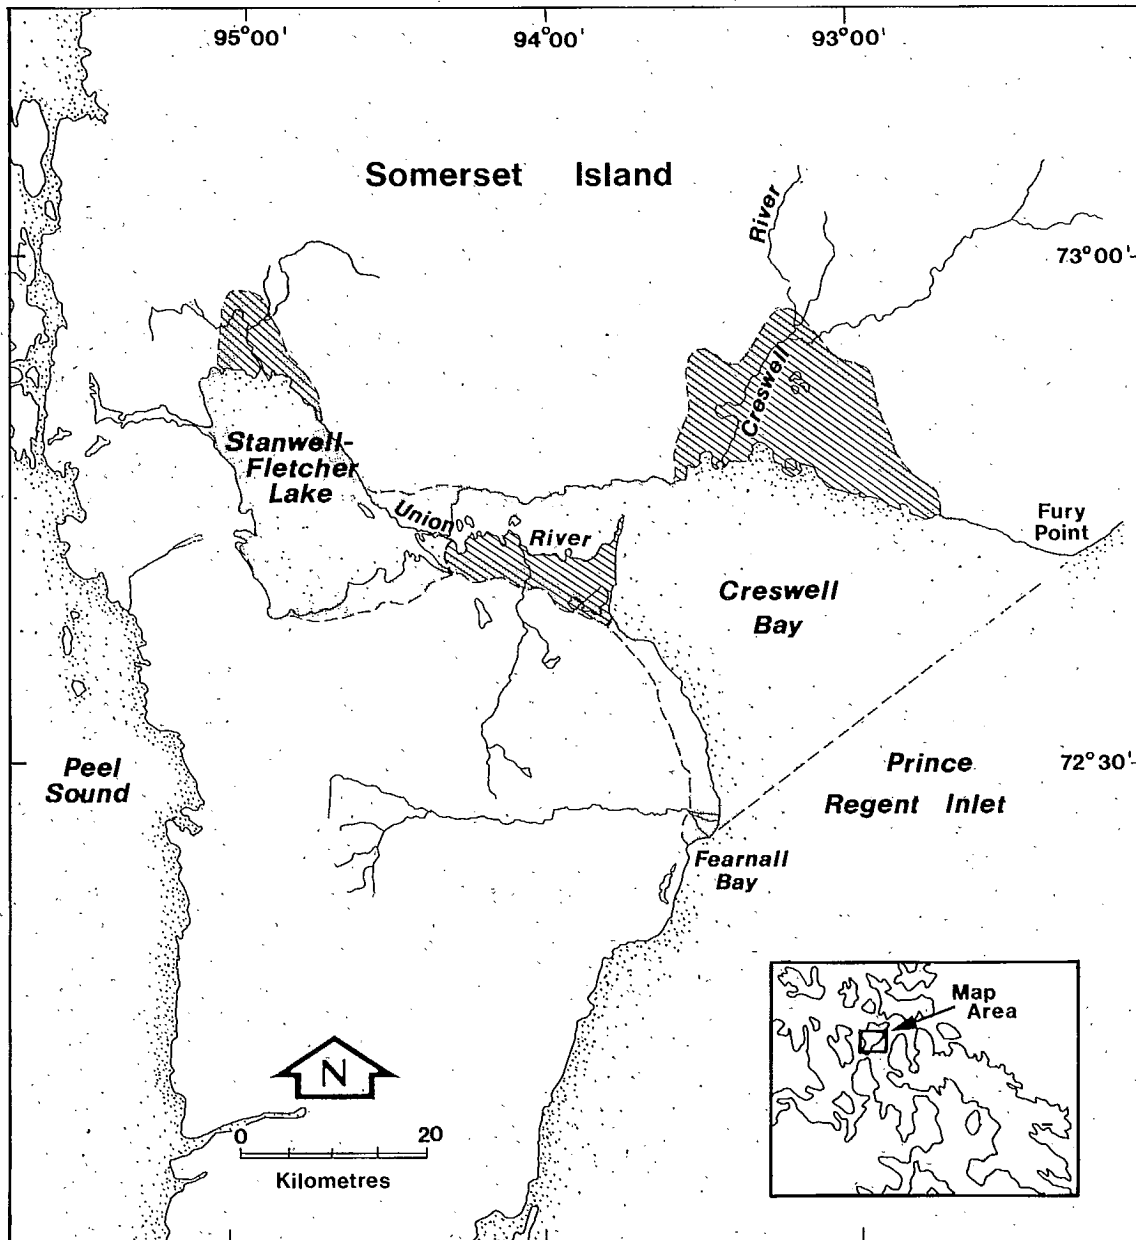 95°00' 94°00' 93°00'
Somerset Island
River
73°00'
Creswell
Stanwell-
Fletcher
Lake
Union River
Fury
Point
Creswell
Bay
Peel
Sound
Prince
Regent Inlet
72°30'
Fearnall
Bay
Map
Area
N
0 20
Kilometres